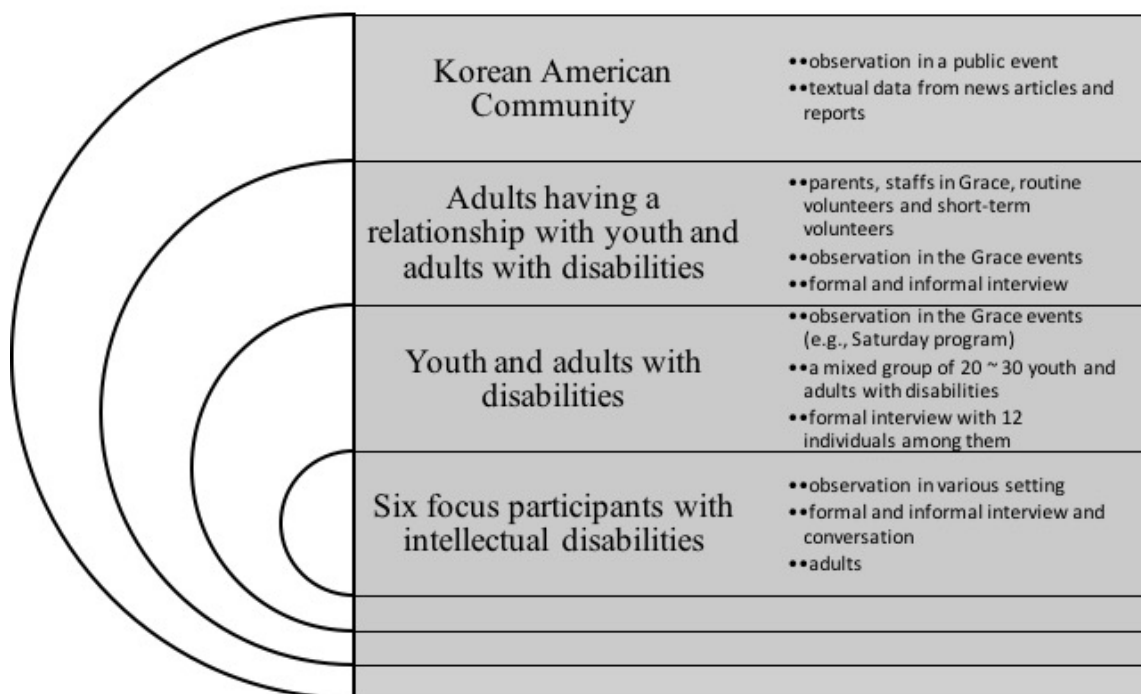 Korean American
Community
••observation in a public event
••textual data from news articles and
reports
Adults having a
relationship with youth and
adults with disabilities
••parents, staffs in Grace, routine
volunteers and short-term
volunteers
••observation in the Grace events
••formal and informal interview
Youth and adults with
disabilities
••observation in the Grace events
(e.g., Saturday program)
••a mixed group of 20 ~ 30 youth and
adults with disabilities
••formal interview with 12
individuals among them
Six focus participants with
intellectual disabilities
••observation in various setting
••formal and informal interview and
conversation
••adults